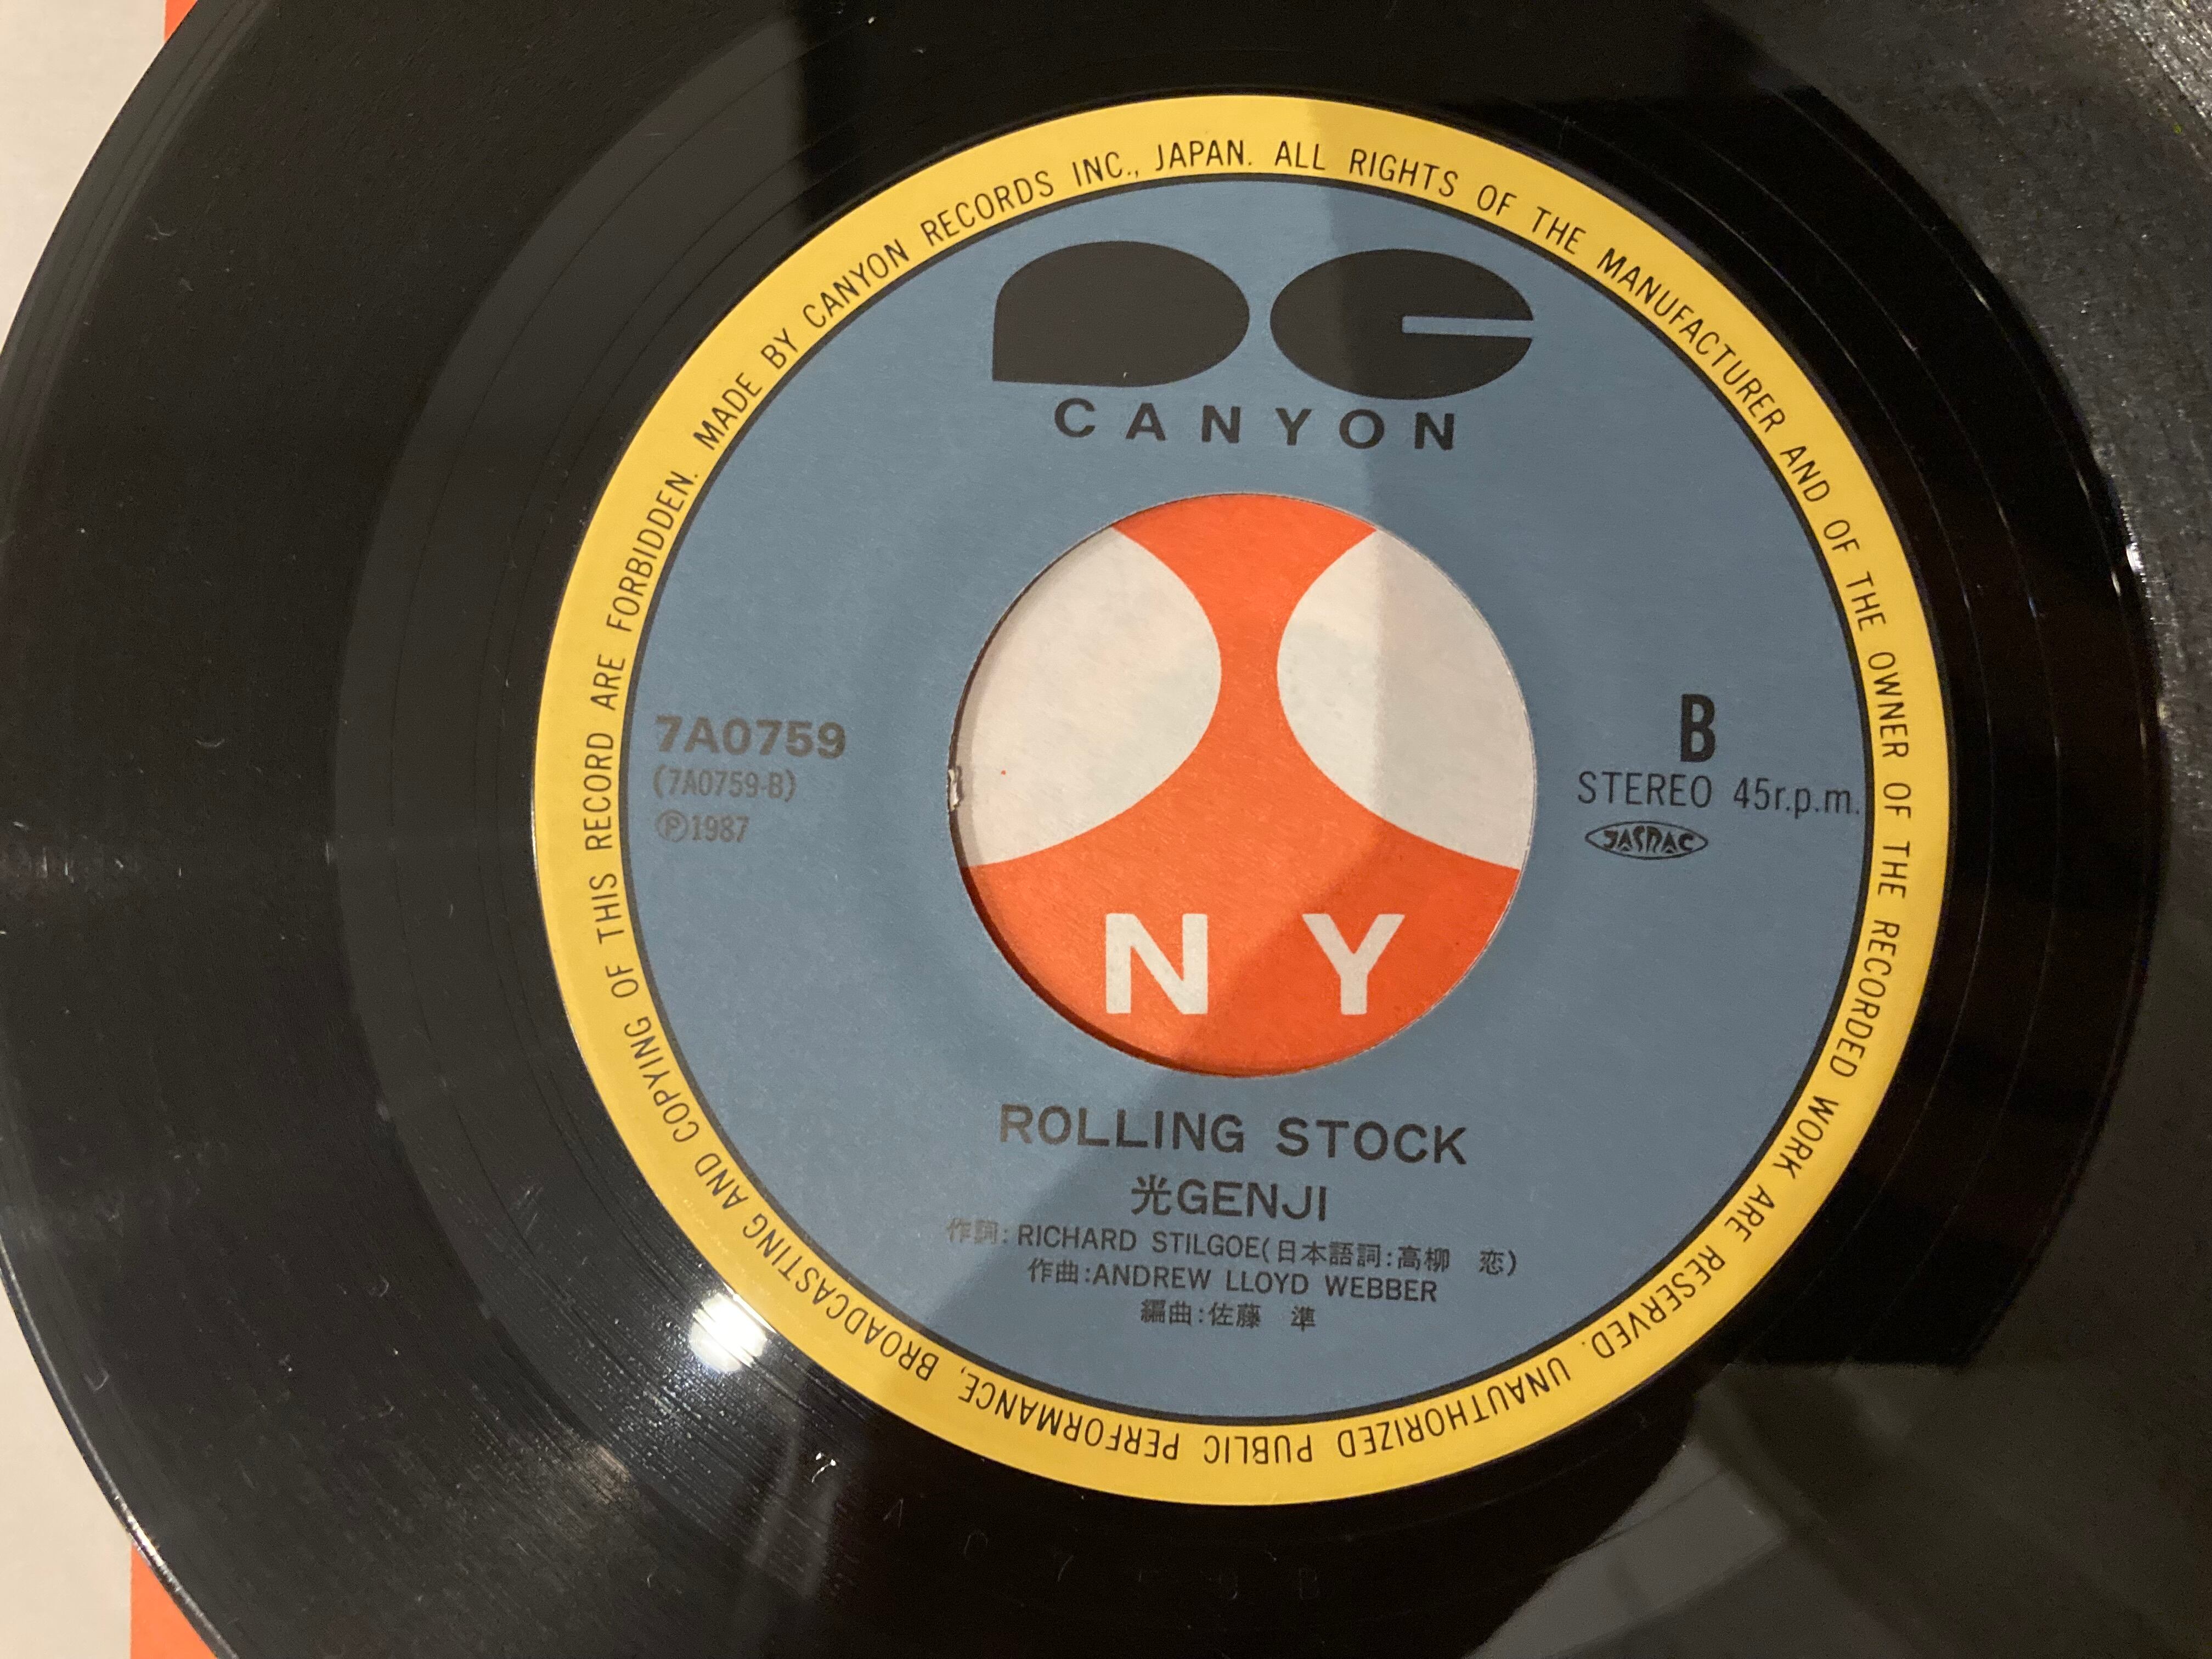 MADE BY CANYON RECORDS INC., JAPAN. ALL RIGHTS OF THE MANUFACTURER AND OF THE OWNER OF THE RECORDED WORK ARE RESERVED. UNAUTHORIZED PUBLIC PERFORMANCE, BROADCASTING AND COPYING OF THIS RECORD ARE FORBIDDEN.
CANYON
7A0759
(7A0759-B)
Ⓟ1987
B
STEREO 45r.p.m.
JASRAC
N Y
ROLLING STOCK
光GENJI
作詞:RICHARD STILGOE(日本語詞:高柳 恋)
作曲:ANDREW LLOYD WEBBER
編曲:佐藤 準